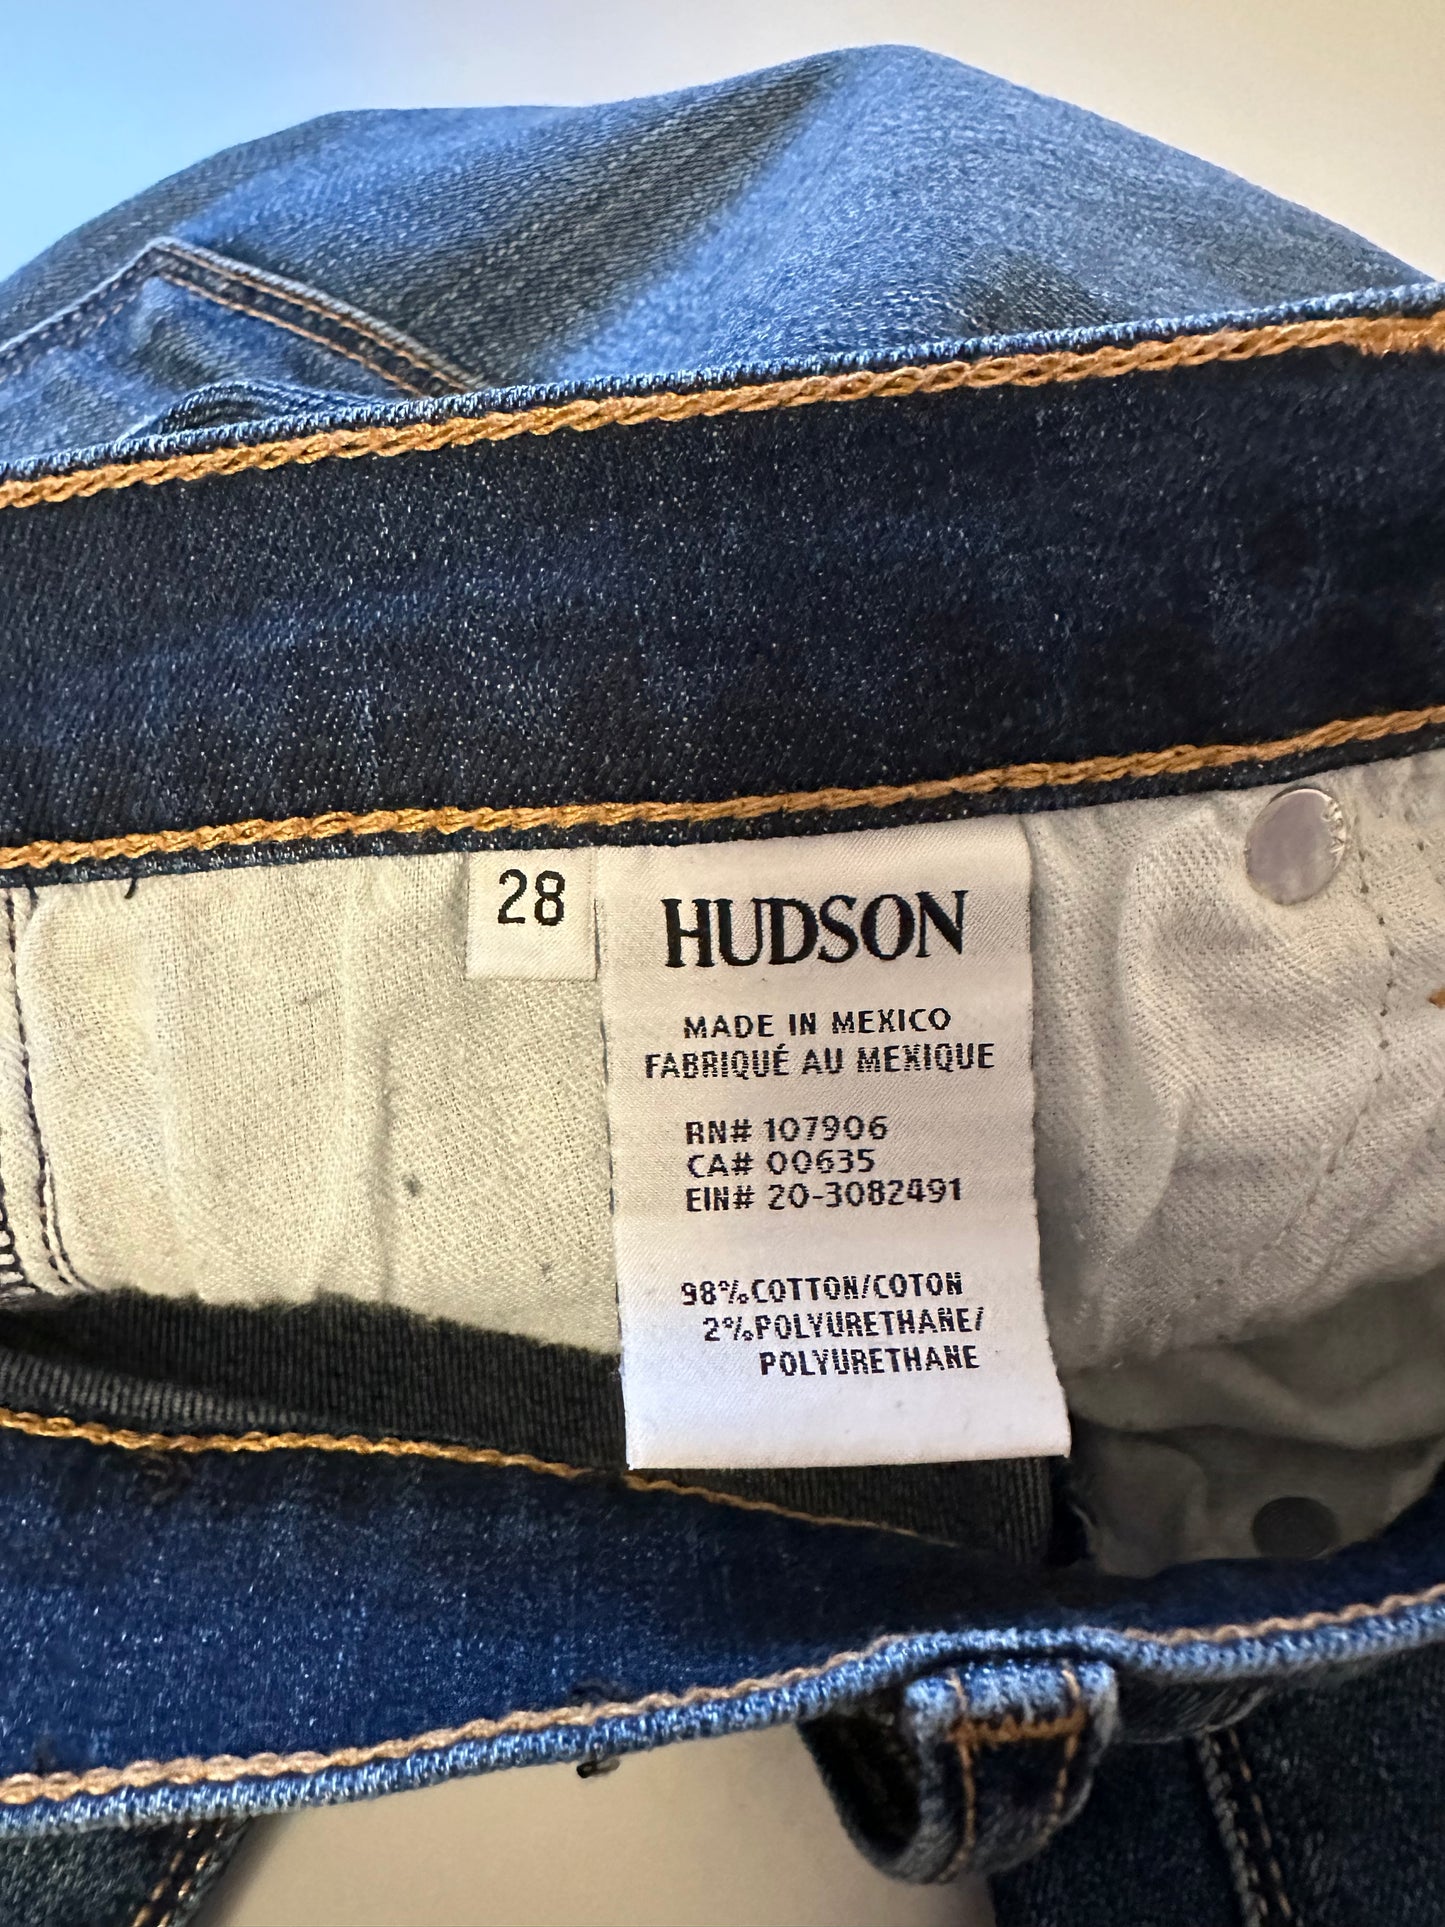 28
HUDSON
MADE IN MEXICO
FABRIQUÉ AU MEXIQUE
RN# 107906
CA# 00635
EIN# 20-3082491
98%COTTON/COTON
2%POLYURETHANE/
POLYURETHANE